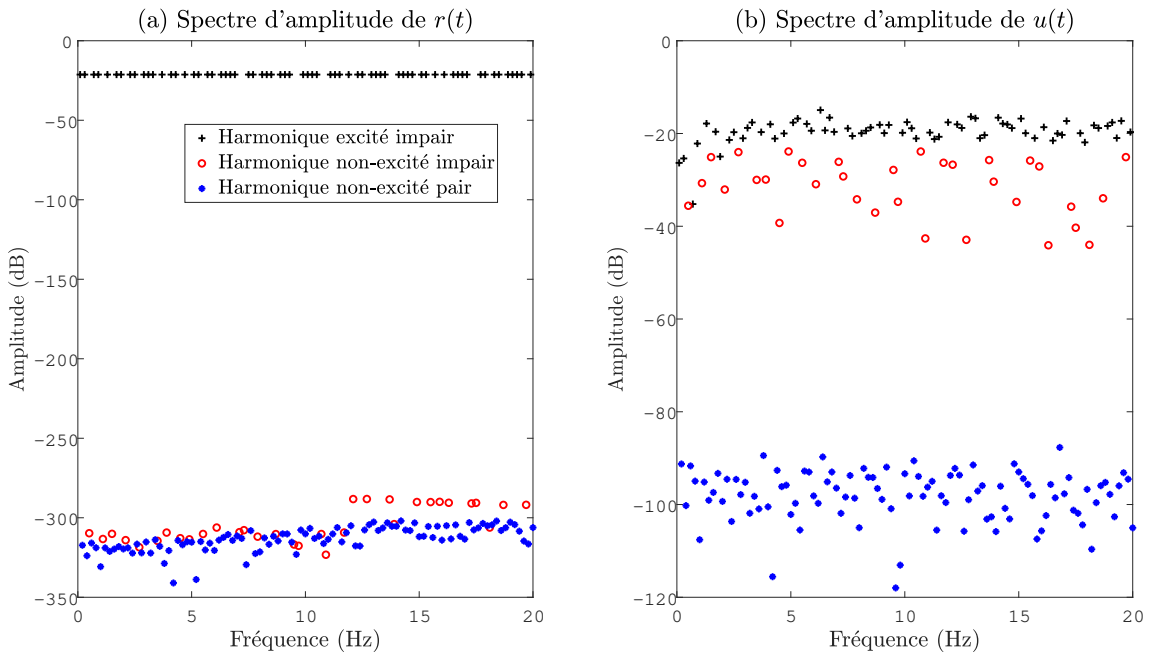 (a) Spectre d'amplitude de r(t)
0
−50
−100
−150
−200
−250
−300
−350
Amplitude (dB)
Harmonique excité impair
Harmonique non-excité impair
Harmonique non-excité pair
0 5 10 15 20
Fréquence (Hz)
(b) Spectre d'amplitude de u(t)
0
−20
−40
−60
−80
−100
−120
Amplitude (dB)
0 5 10 15 20
Fréquence (Hz)